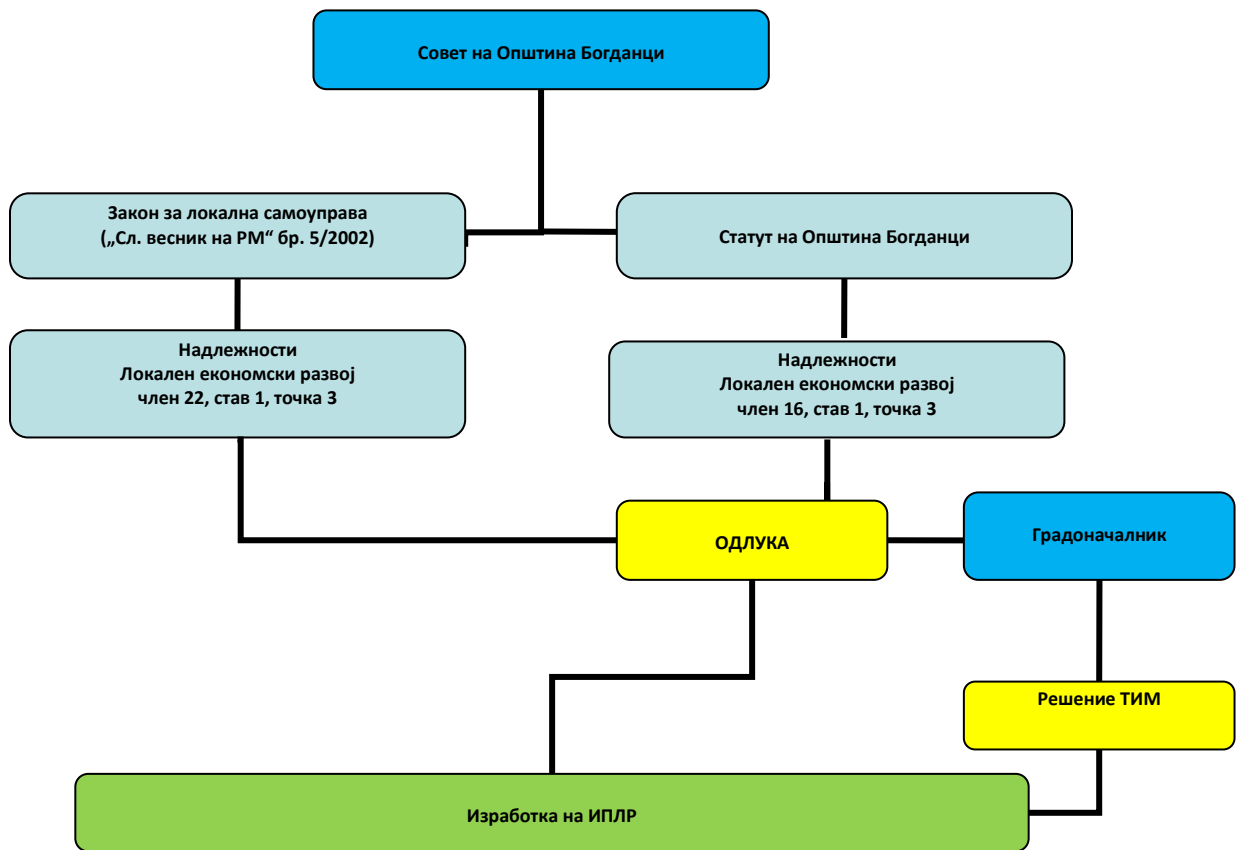 Совет на Општина Богданци
Закон за локална самоуправа
(„Сл. весник на РМ“ бр. 5/2002)
Статут на Општина Богданци
Надлежности
Локален економски развој
член 22, став 1, точка 3
Надлежности
Локален економски развој
член 16, став 1, точка 3
ОДЛУКА
Градоначалник
Решение ТИМ
Изработка на ИПЛР